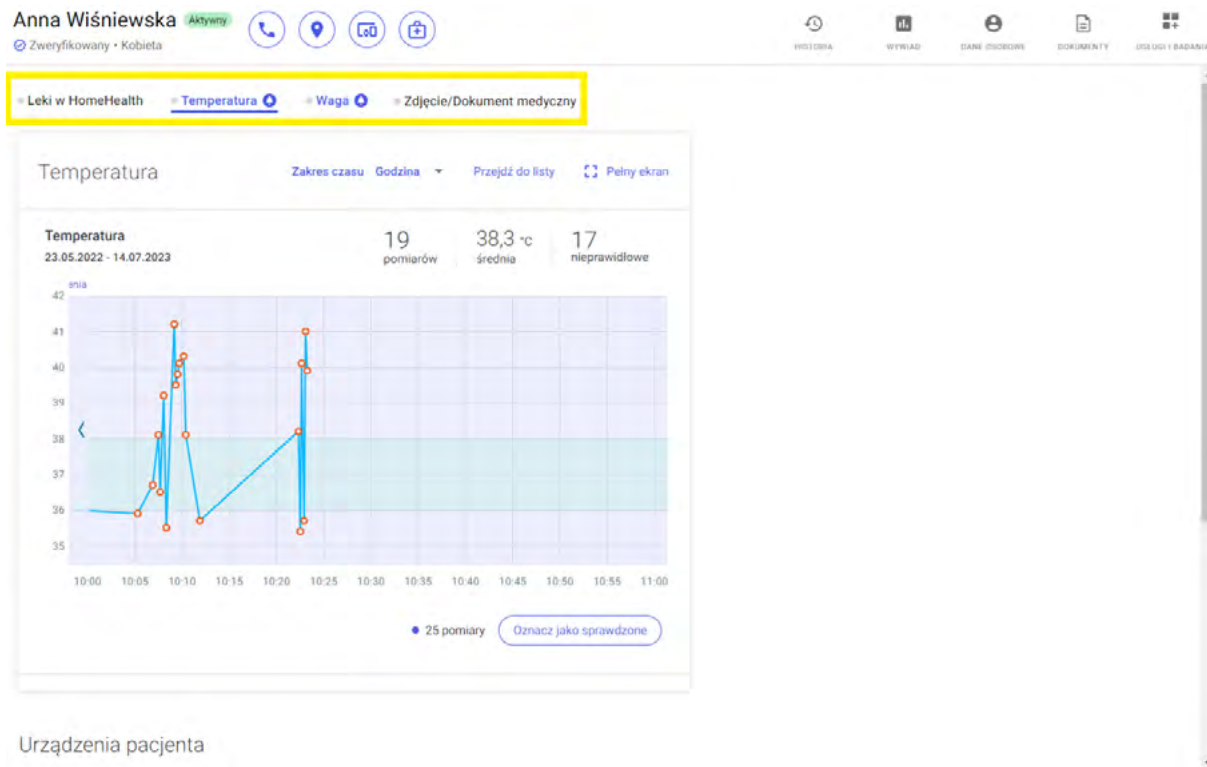 Anna Wiśniewska Aktywny
Zweryfikowany • Kobieta
HISTORIA WYWIAD DANE OSOBOWE DOKUMENTY USŁUGI I BADANIA
Leki w HomeHealth Temperatura Waga Zdjęcie/Dokument medyczny
Temperatura Zakres czasu Godzina Przejdź do listy Pełny ekran
Temperatura
23.05.2022 - 14.07.2023
19 pomiarów
38,3 °C średnia
17 nieprawidłowe
enia
42
41
40
39
38
37
36
35
10:00 10:05 10:10 10:15 10:20 10:25 10:30 10:35 10:40 10:45 10:50 10:55 11:00
25 pomiary Oznacz jako sprawdzone
Urządzenia pacjenta